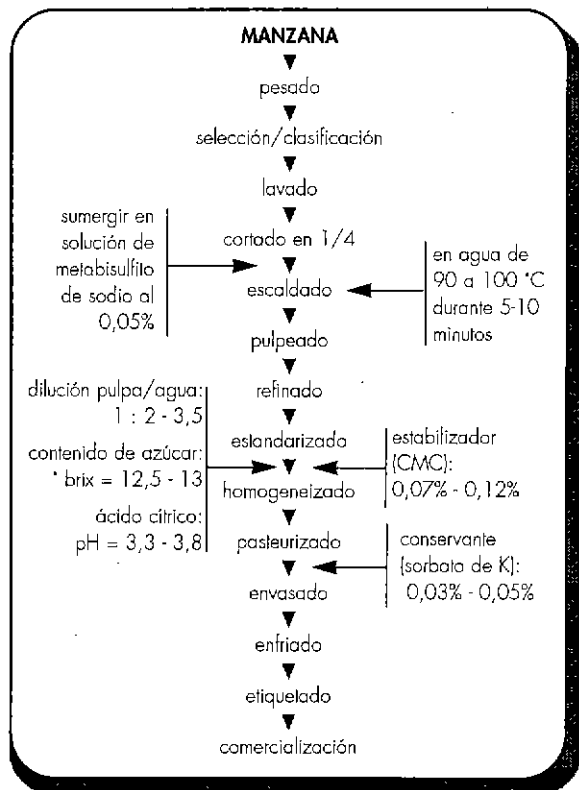 MANZANA
pesado
selección/clasificación
lavado
cortado en 1/4
sumergir en
solución de
metabisulfito
de sodio al
0,05%
escaldado
en agua de
90 a 100 °C
durante 5-10
minutos
pulpeado
refinado
dilución pulpa/agua:
1 : 2 - 3,5
contenido de azúcar:
° brix = 12,5 - 13
ácido cítrico:
pH = 3,3 - 3,8
estandarizado
estabilizador
(CMC):
0,07% - 0,12%
homogeneizado
pasteurizado
conservante
(sorbato de K):
0,03% - 0,05%
envasado
enfriado
etiquetado
comercialización